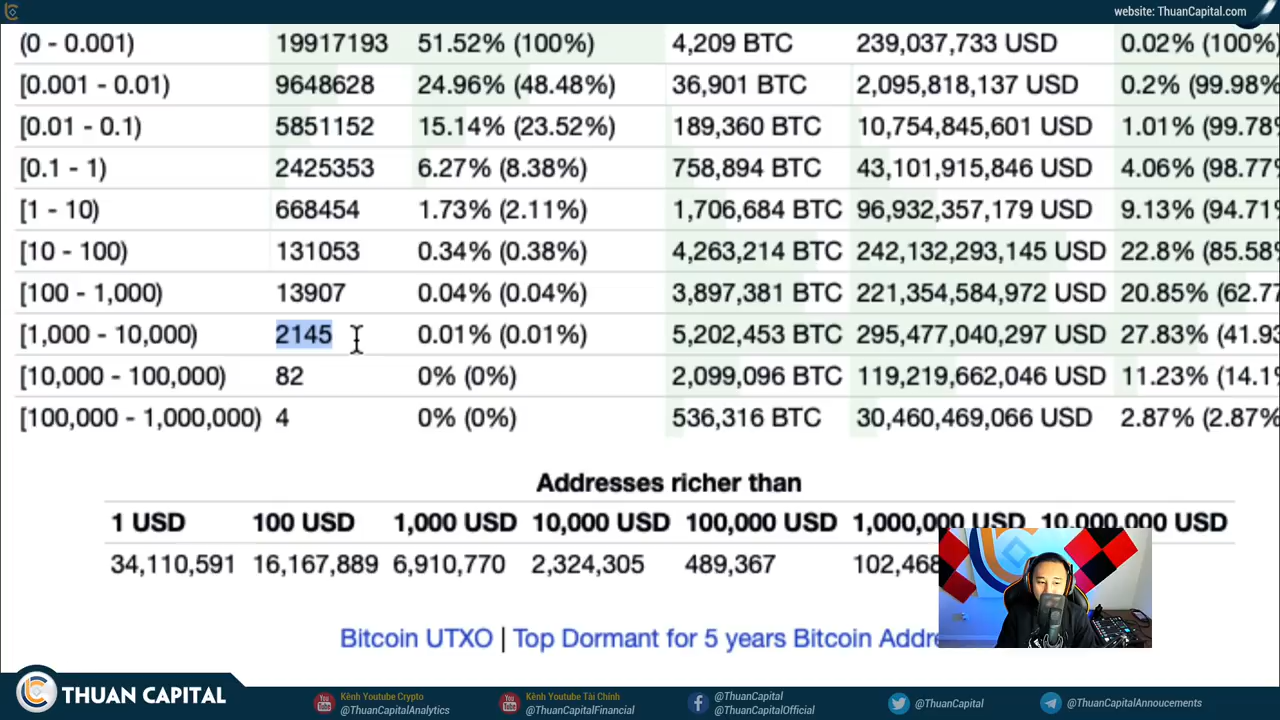 website: ThuanCapital.com
(0 - 0.001) 19917193 51.52% (100%) 4,209 BTC 239,037,733 USD 0.02% (100%
[0.001 - 0.01) 9648628 24.96% (48.48%) 36,901 BTC 2,095,818,137 USD 0.2% (99.98%
[0.01 - 0.1) 5851152 15.14% (23.52%) 189,360 BTC 10,754,845,601 USD 1.01% (99.78%
[0.1 - 1) 2425353 6.27% (8.38%) 758,894 BTC 43,101,915,846 USD 4.06% (98.77%
[1 - 10) 668454 1.73% (2.11%) 1,706,684 BTC 96,932,357,179 USD 9.13% (94.71%
[10 - 100) 131053 0.34% (0.38%) 4,263,214 BTC 242,132,293,145 USD 22.8% (85.58%
[100 - 1,000) 13907 0.04% (0.04%) 3,897,381 BTC 221,354,584,972 USD 20.85% (62.77
[1,000 - 10,000) 2145 0.01% (0.01%) 5,202,453 BTC 295,477,040,297 USD 27.83% (41.93
[10,000 - 100,000) 82 0% (0%) 2,099,096 BTC 119,219,662,046 USD 11.23% (14.1%
[100,000 - 1,000,000) 4 0% (0%) 536,316 BTC 30,460,469,066 USD 2.87% (2.87%
Addresses richer than
1 USD 100 USD 1,000 USD 10,000 USD 100,000 USD 1,000,000 USD 10,000,000 USD
34,110,591 16,167,889 6,910,770 2,324,305 489,367 102,468
Bitcoin UTXO | Top Dormant for 5 years Bitcoin Addre
THUAN CAPITAL
Kênh Youtube Crypto
@ThuanCapitalAnalytics
Kênh Youtube Tài Chính
@ThuanCapitalFinancial
@ThuanCapital
@ThuanCapitalOfficial
@ThuanCapital
@ThuanCapitalAnnoucements